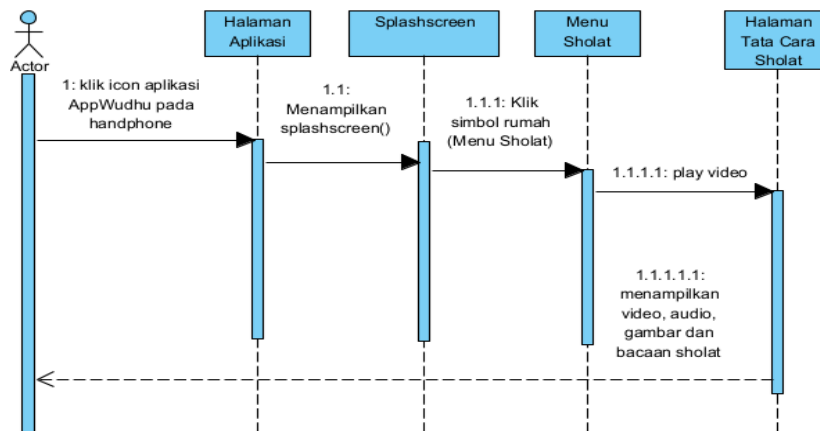 Halaman
Aplikasi
Splashscreen
Menu
Sholat
Halaman
Tata Cara
Sholat
Actor
1: klik icon aplikasi
AppWudhu pada
handphone
1.1:
Menampilkan
splashscreen()
1.1.1: Klik
simbol rumah
(Menu Sholat)
1.1.1.1: play video
1.1.1.1.1:
menampilkan
video, audio,
gambar dan
bacaan sholat